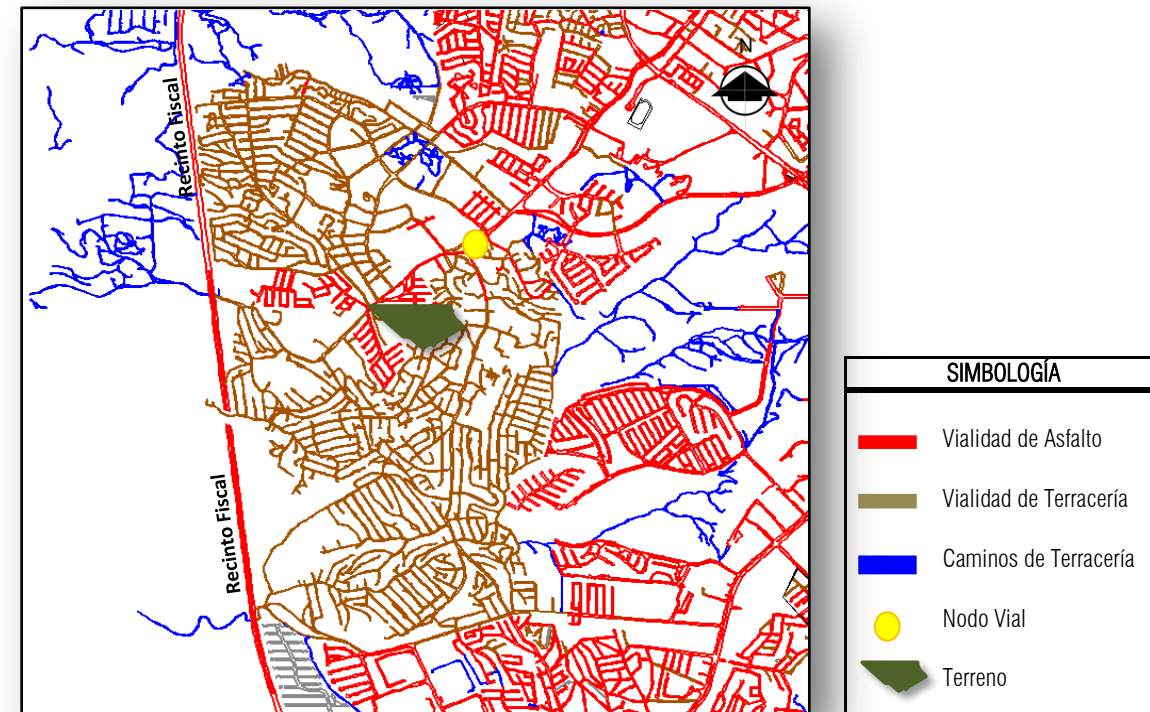 N
Recinto Fiscal
Recinto Fiscal
SIMBOLOGÍA
Vialidad de Asfalto
Vialidad de Terracería
Caminos de Terracería
Nodo Vial
Terreno